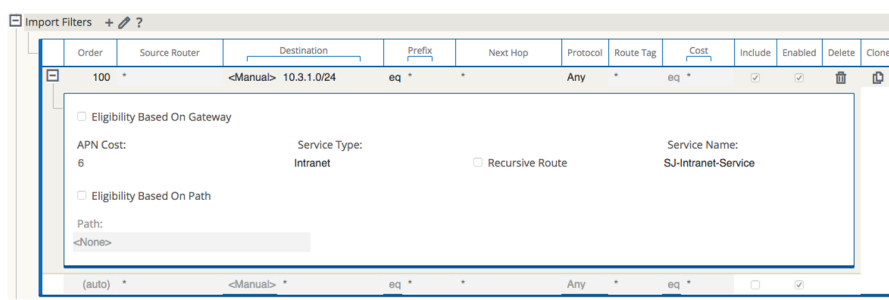 Import Filters + ?
Order Source Router Destination Prefix Next Hop Protocol Route Tag Cost Include Enabled Delete Clone
100 * <Manual> 10.3.1.0/24 eq * * Any * eq *
Eligibility Based On Gateway
APN Cost: Service Type: Service Name:
6 Intranet Recursive Route SJ-Intranet-Service
Eligibility Based On Path
Path:
<None>
(auto) * <Manual> * eq * * Any * eq *